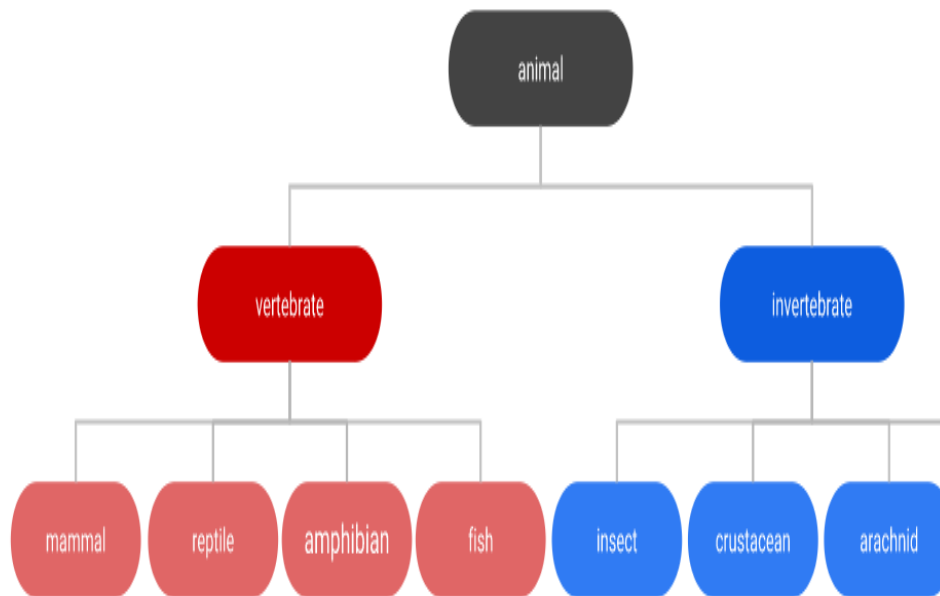 animal
vertebrate
invertebrate
mammal
reptile
amphibian
fish
insect
crustacean
arachnid